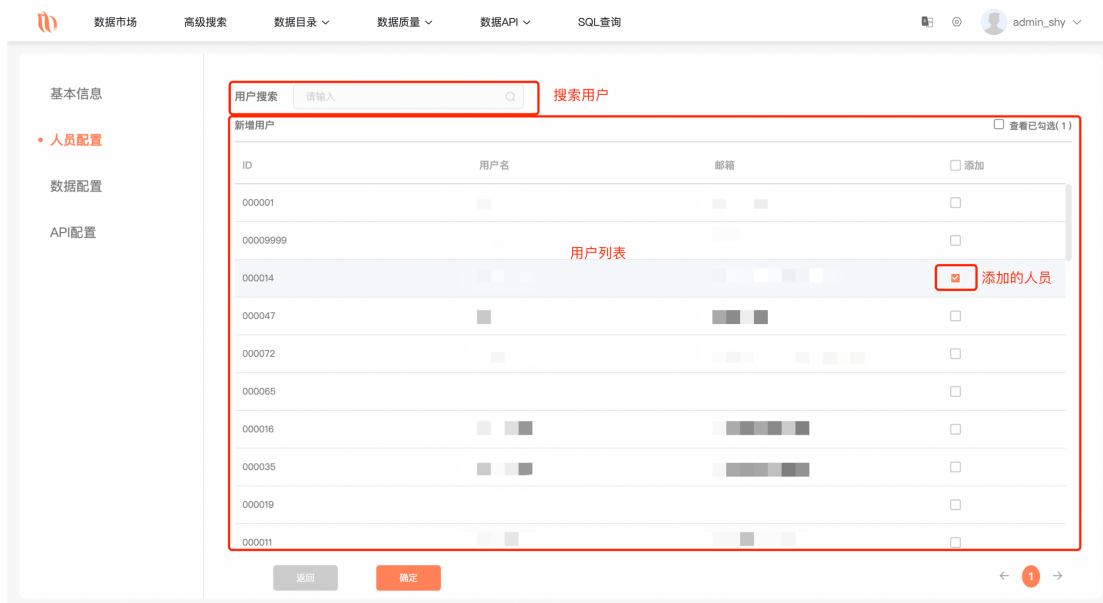 数据市场 高级搜索 数据目录 数据质量 数据API SQL查询 admin_shy
基本信息
人员配置
数据配置
API配置
用户搜索 请输入 搜索用户
新增用户 查看已勾选(1)
ID 用户名 邮箱 添加
000001
00009999
用户列表
000014 添加的人员
000047
000072
000065
000016
000035
000019
000011
返回 确定 1